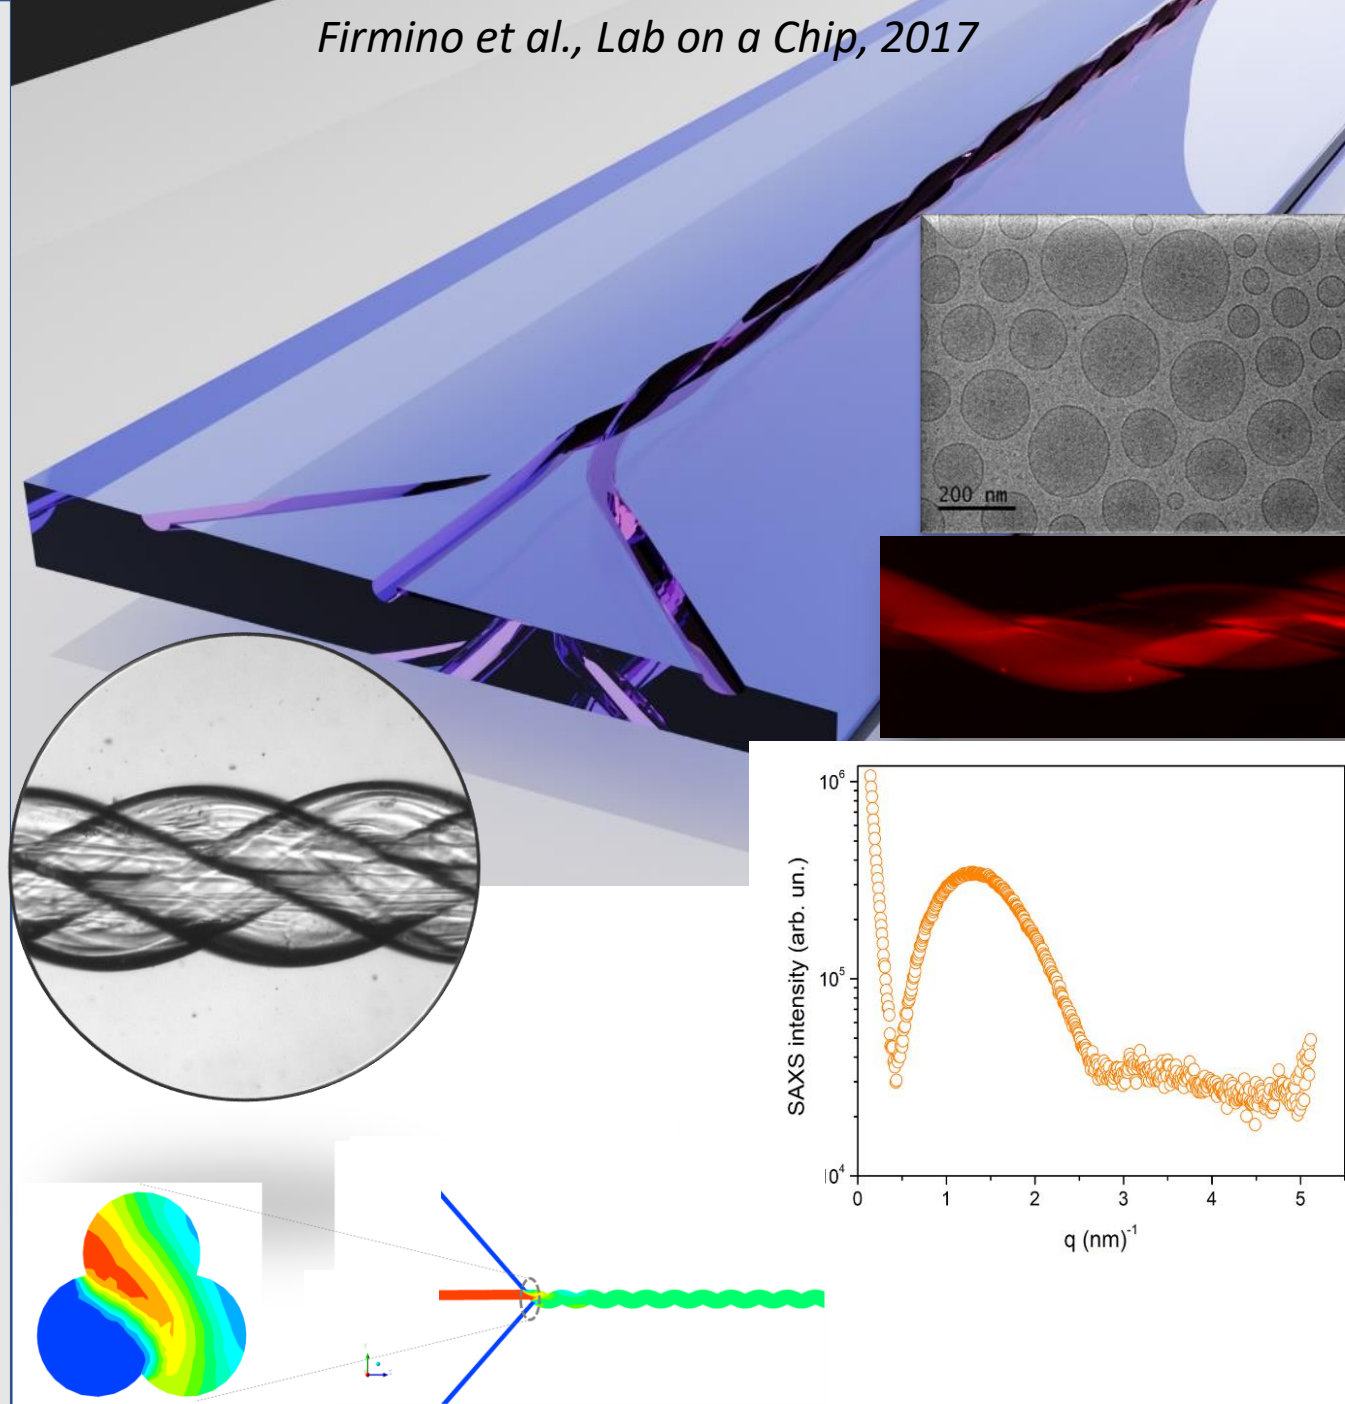 Firmino et al., Lab on a Chip, 2017
200 nm
10⁶
10⁵
10⁴
SAXS intensity (arb. un.)
0 1 2 3 4 5
q (nm)⁻¹